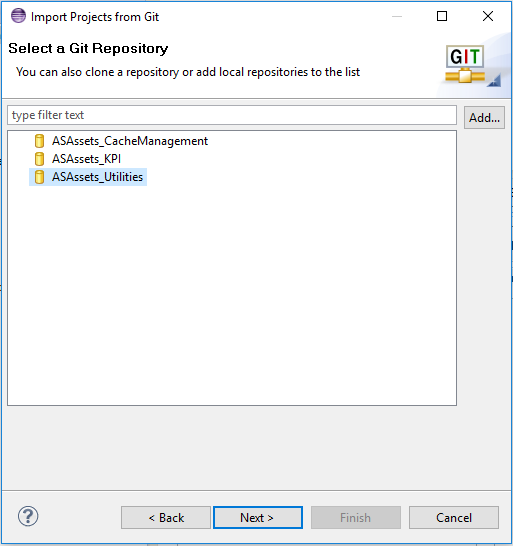 Import Projects from Git
Select a Git Repository
You can also clone a repository or add local repositories to the list
GIT
type filter text
Add...
ASAssets_CacheManagement
ASAssets_KPI
ASAssets_Utilities
?
< Back
Next >
Finish
Cancel